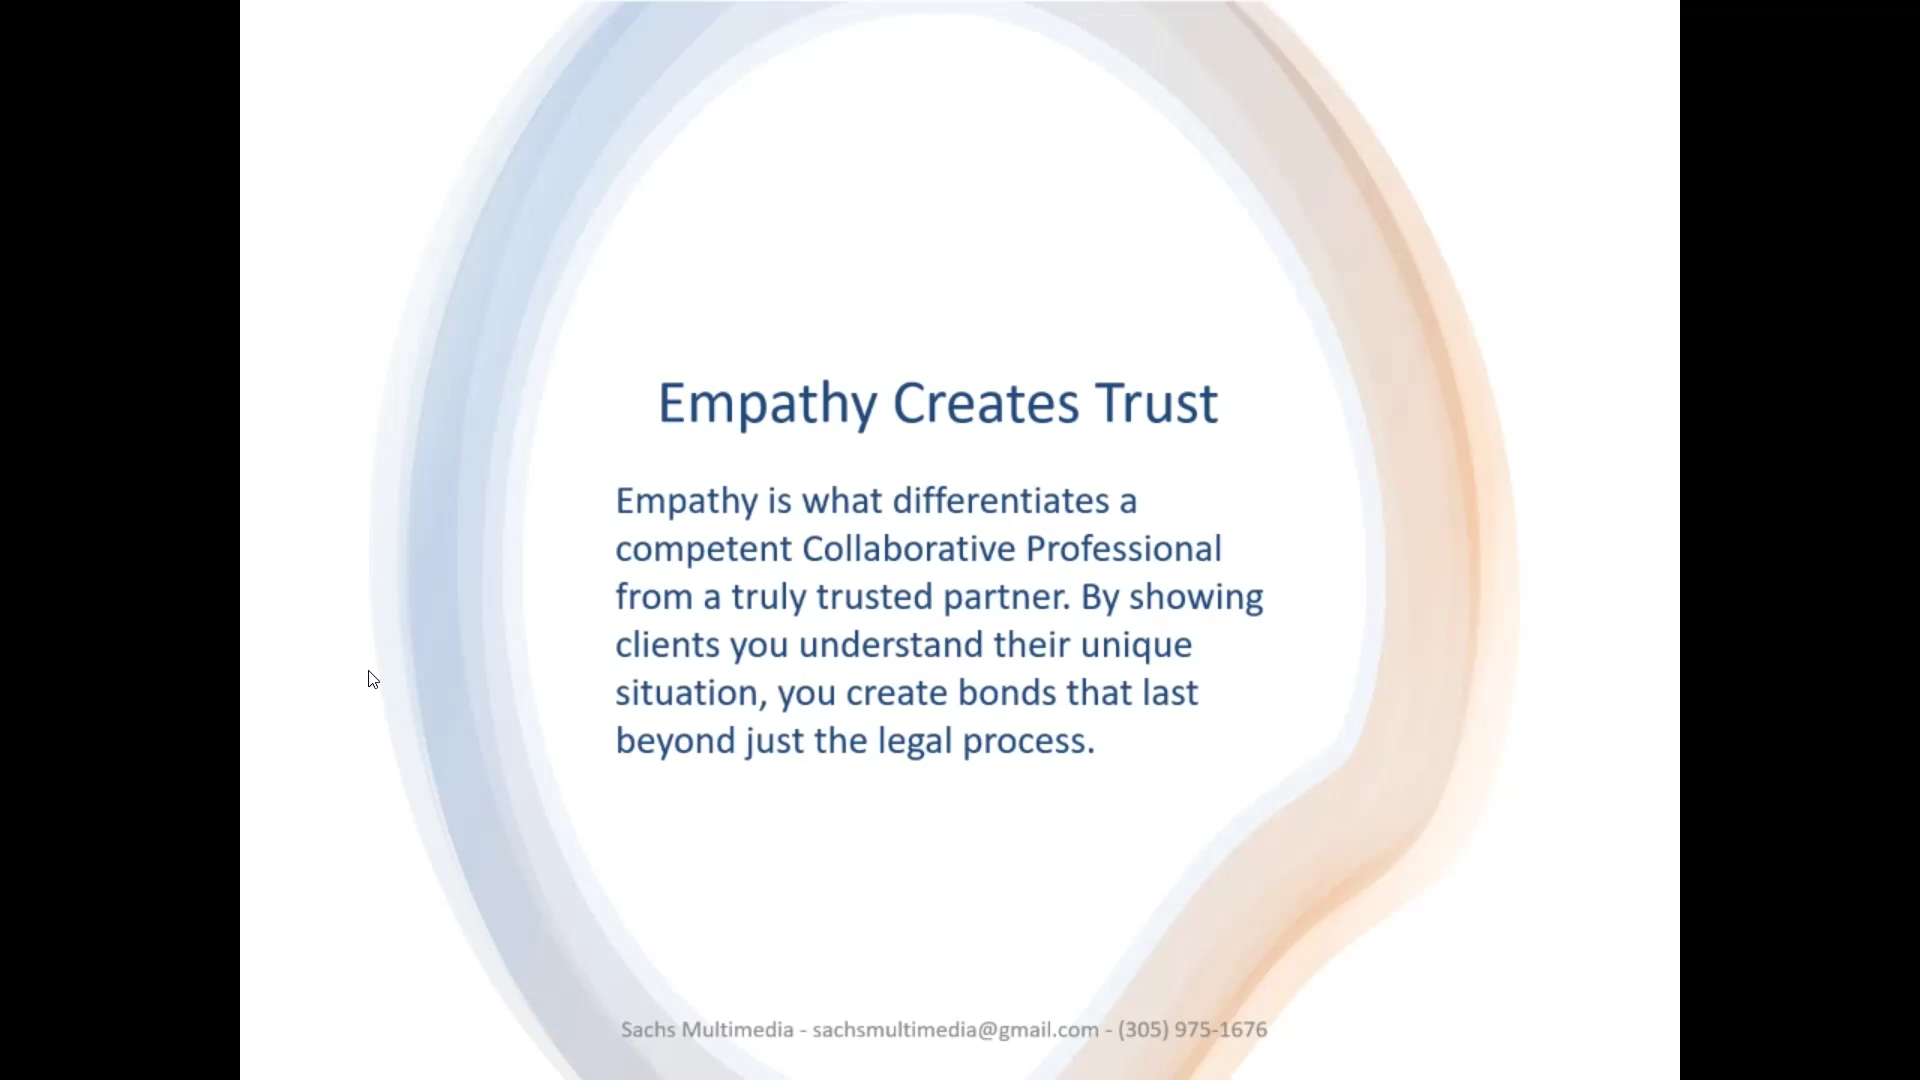 Empathy Creates Trust
Empathy is what differentiates a
competent Collaborative Professional
from a truly trusted partner. By showing
clients you understand their unique
situation, you create bonds that last
beyond just the legal process.
Sachs Multimedia - sachsmultimedia@gmail.com - (305) 975-1676